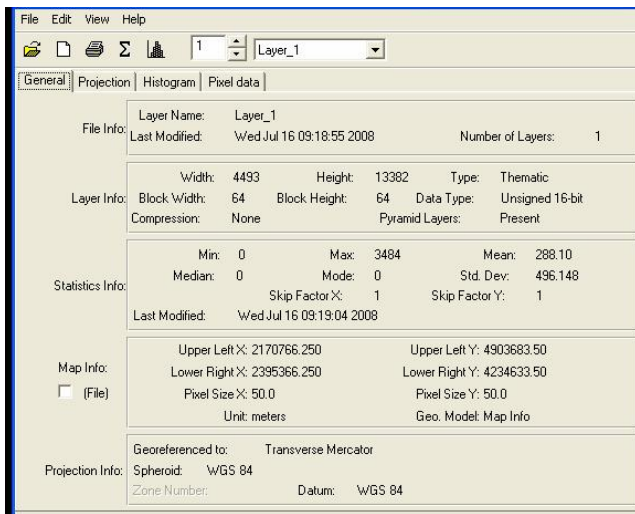 File Edit View Help
Σ 1 Layer_1
General Projection Histogram Pixel data
File Info:
Layer Name: Layer_1
Last Modified: Wed Jul 16 09:18:55 2008 Number of Layers: 1
Layer Info:
Width: 4493 Height: 13382 Type: Thematic
Block Width: 64 Block Height: 64 Data Type: Unsigned 16-bit
Compression: None Pyramid Layers: Present
Statistics Info:
Min: 0 Max: 3484 Mean: 288.10
Median: 0 Mode: 0 Std. Dev: 496.148
Skip Factor X: 1 Skip Factor Y: 1
Last Modified: Wed Jul 16 09:19:04 2008
Map Info:
(File)
Upper Left X: 2170766.250 Upper Left Y: 4903683.50
Lower Right X: 2395366.250 Lower Right Y: 4234633.50
Pixel Size X: 50.0 Pixel Size Y: 50.0
Unit: meters Geo. Model: Map Info
Projection Info:
Georeferenced to: Transverse Mercator
Spheroid: WGS 84
Zone Number: Datum: WGS 84